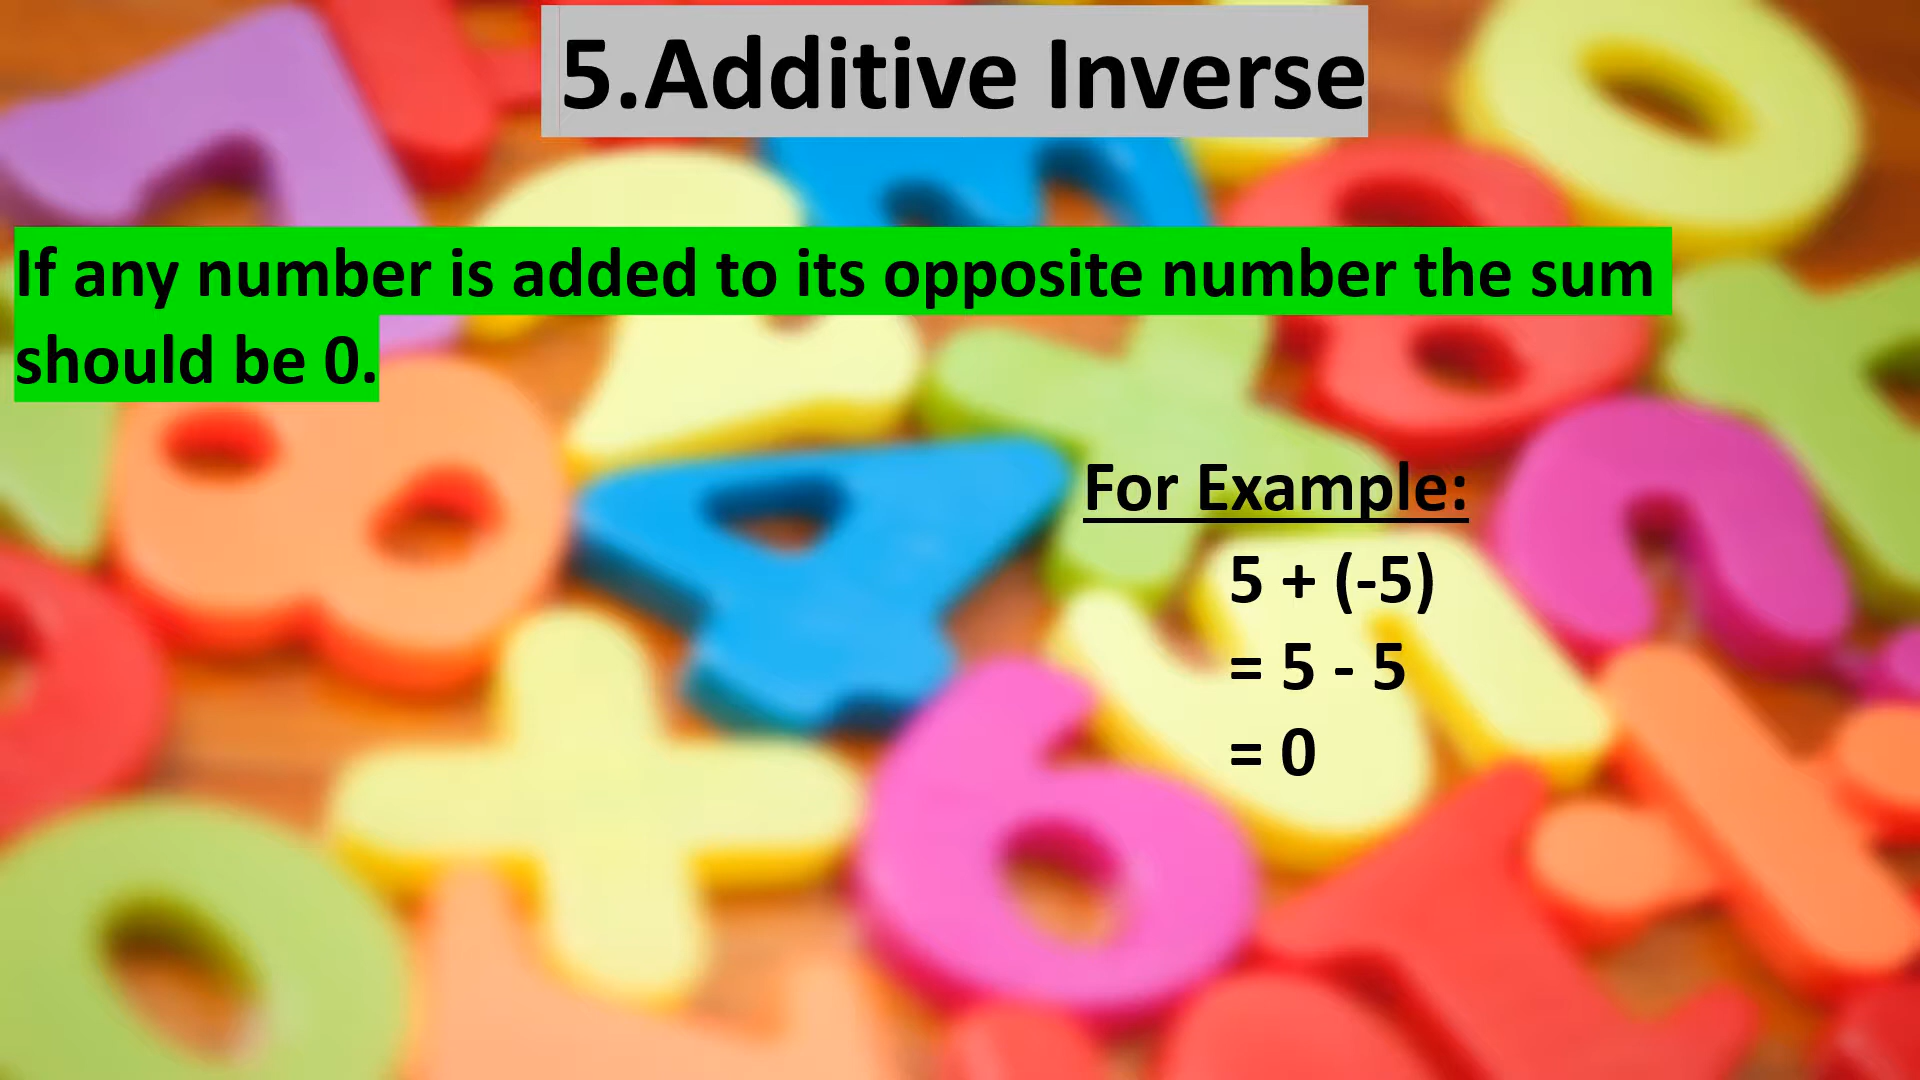 5.Additive Inverse
If any number is added to its opposite number the sum
should be 0.
For Example:
5 + (-5)
= 5 - 5
= 0